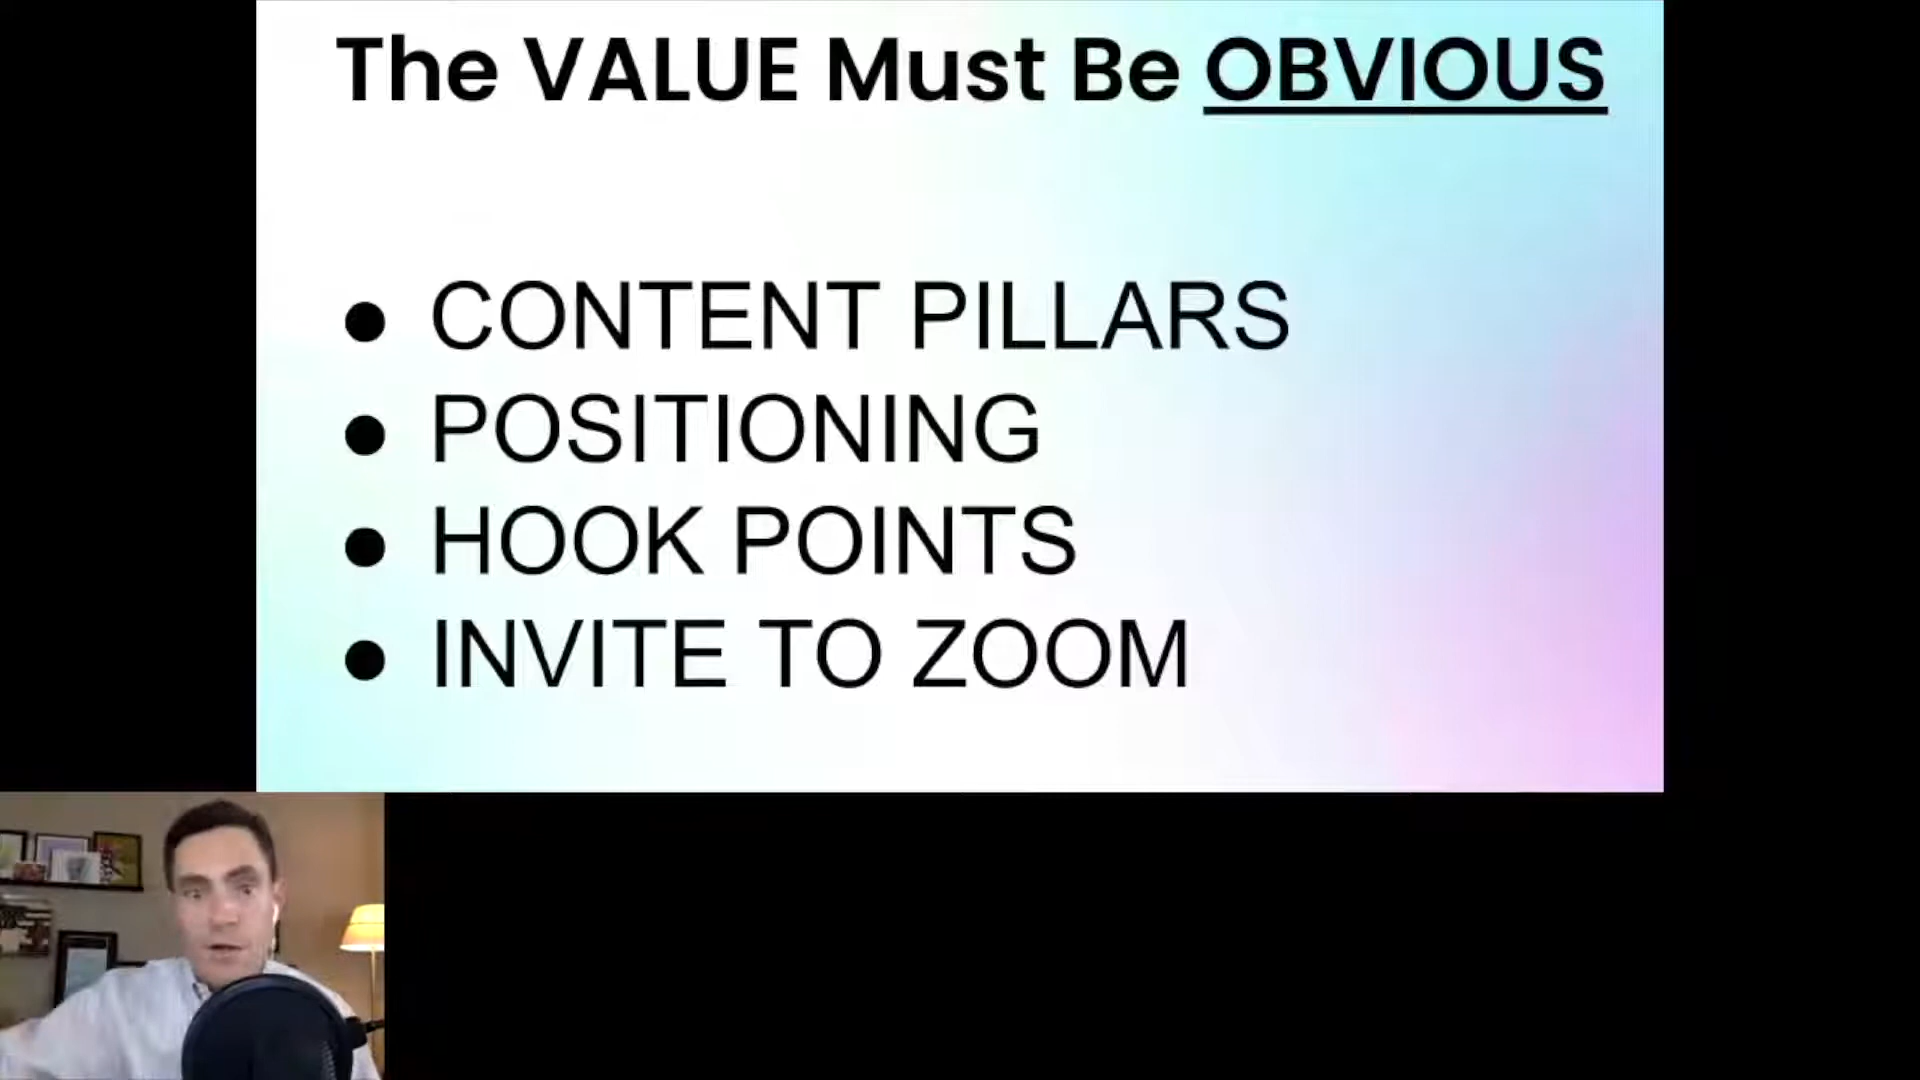 The VALUE Must Be OBVIOUS
● CONTENT PILLARS
● POSITIONING
● HOOK POINTS
● INVITE TO ZOOM